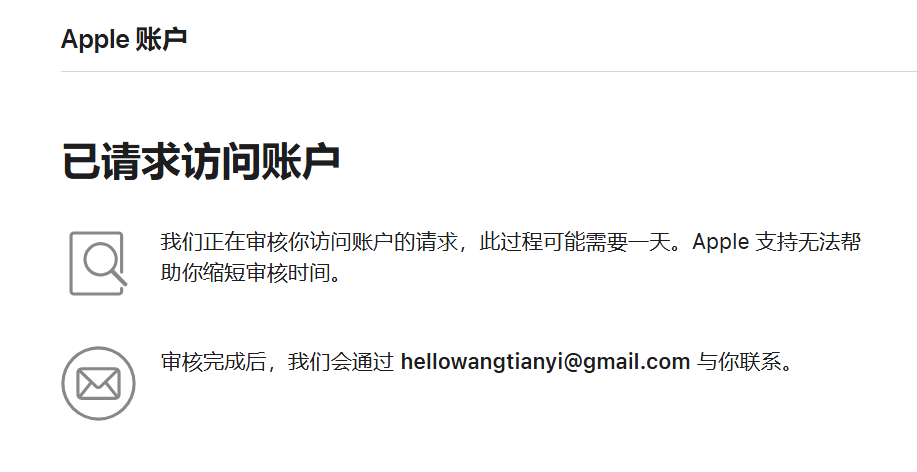 Apple 账户
已请求访问账户
我们正在审核你访问账户的请求，此过程可能需要一天。Apple 支持无法帮
助你缩短审核时间。
审核完成后，我们会通过 hellowangtianyi@gmail.com 与你联系。